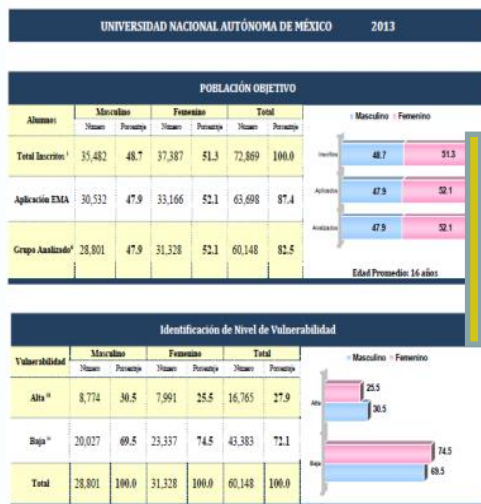 UNIVERSIDAD NACIONAL AUTÓNOMA DE MÉXICO 2013
POBLACIÓN OBJETIVO
Alumnos Masculino Femenino Total
Número Porcentaje Número Porcentaje Número Porcentaje
Total Inscritos 35,482 48.7 37,387 51.3 72,869 100.0
Aplicación EMA 30,532 47.9 33,166 52.1 63,698 87.4
Grupo Analizado 28,801 47.9 31,328 52.1 60,148 82.5
Masculino Femenino
Inscritos 48.7 51.3
Aplicados 47.9 52.1
Analizados 47.9 52.1
Edad Promedio: 16 años
Identificación de Nivel de Vulnerabilidad
Vulnerabilidad Masculino Femenino Total
Número Porcentaje Número Porcentaje Número Porcentaje
Alta 8,774 30.5 7,991 25.5 16,765 27.9
Baja 20,027 69.5 23,337 74.5 43,383 72.1
Total 28,801 100.0 31,328 100.0 60,148 100.0
Masculino Femenino
25.5
Alta
30.5
74.5
Baja
69.5